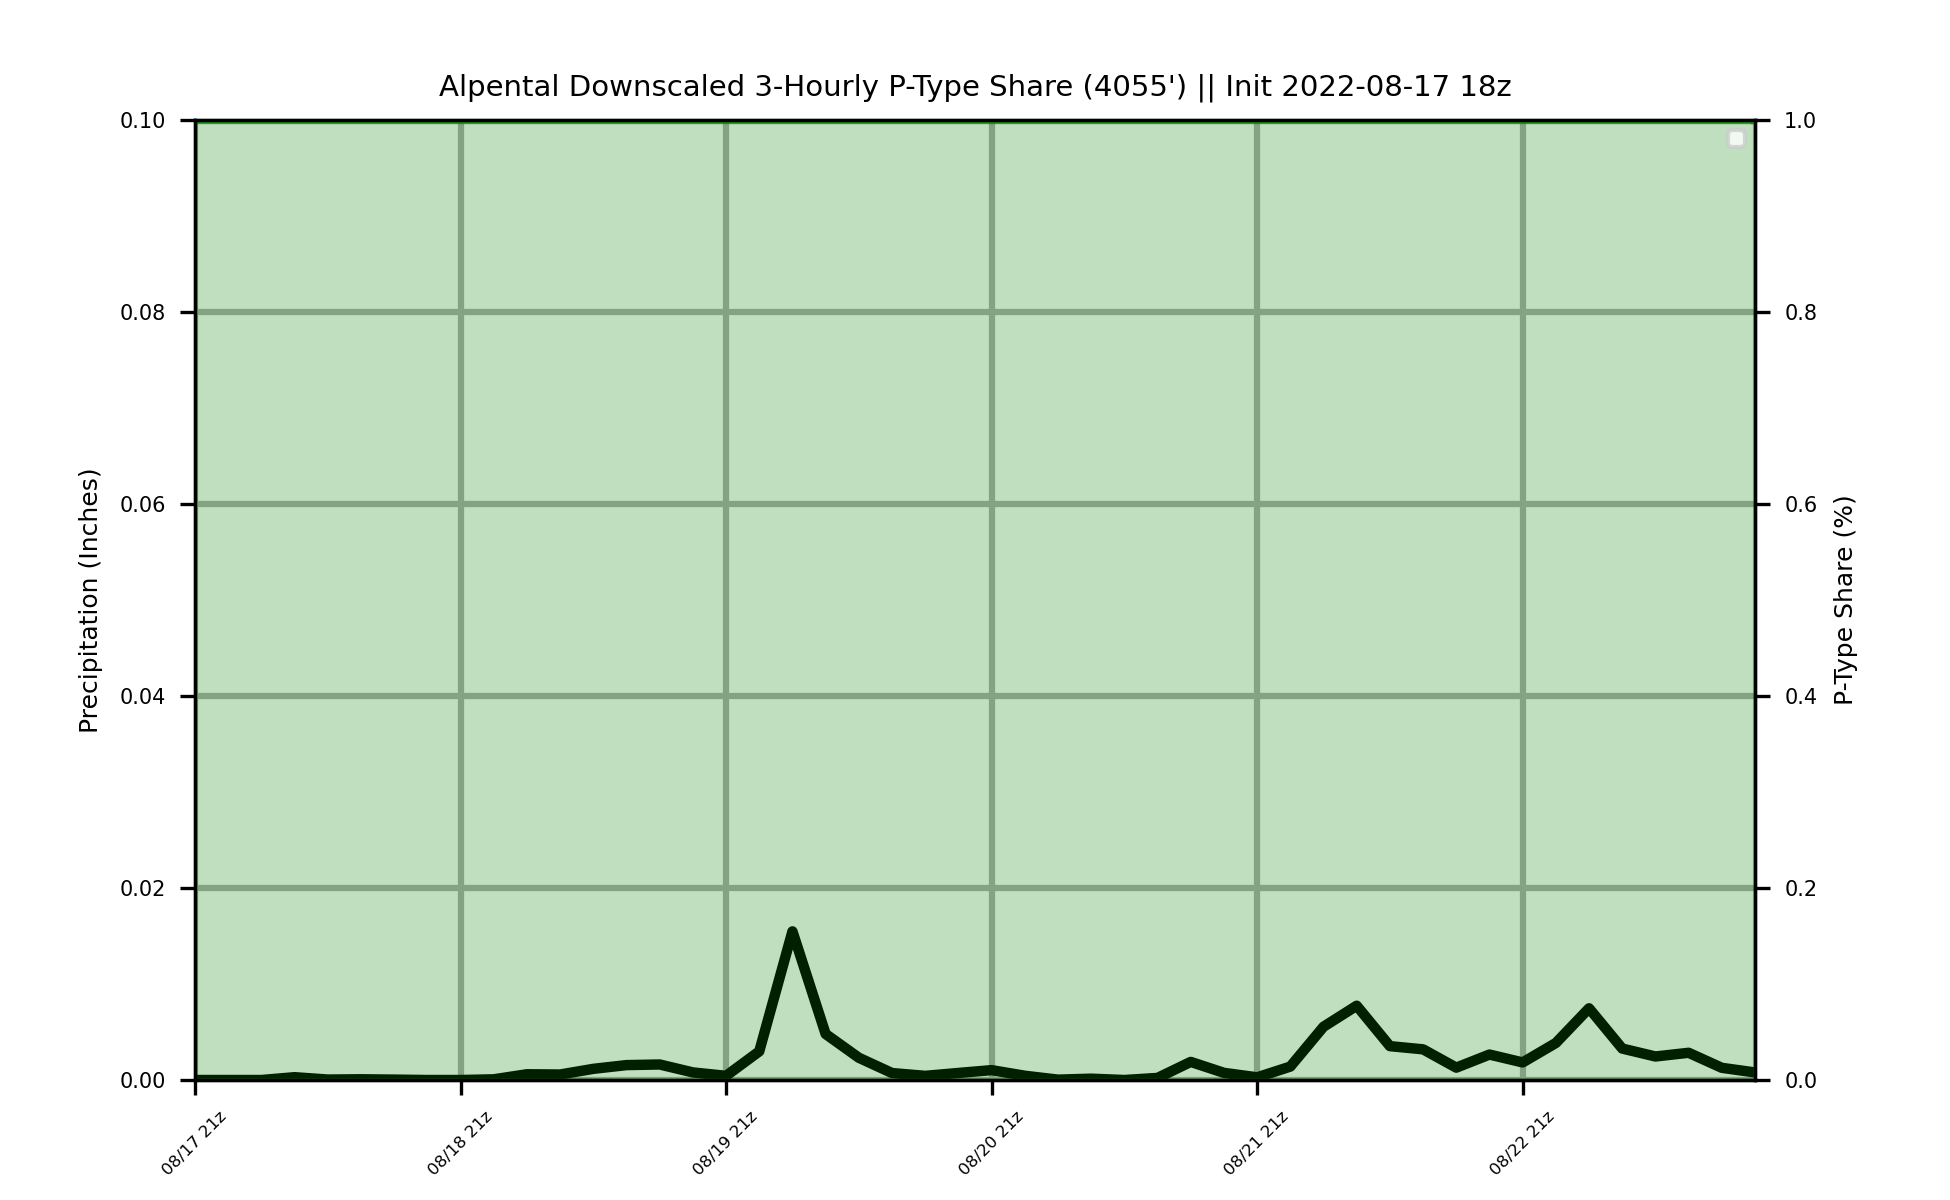 Alpental Downscaled 3-Hourly P-Type Share (4055') || Init 2022-08-17 18z
0.10
0.08
0.06
0.04
0.02
0.00
Precipitation (Inches)
1.0
0.8
0.6
0.4
0.2
0.0
P-Type Share (%)
08/17 21z
08/18 21z
08/19 21z
08/20 21z
08/21 21z
08/22 21z